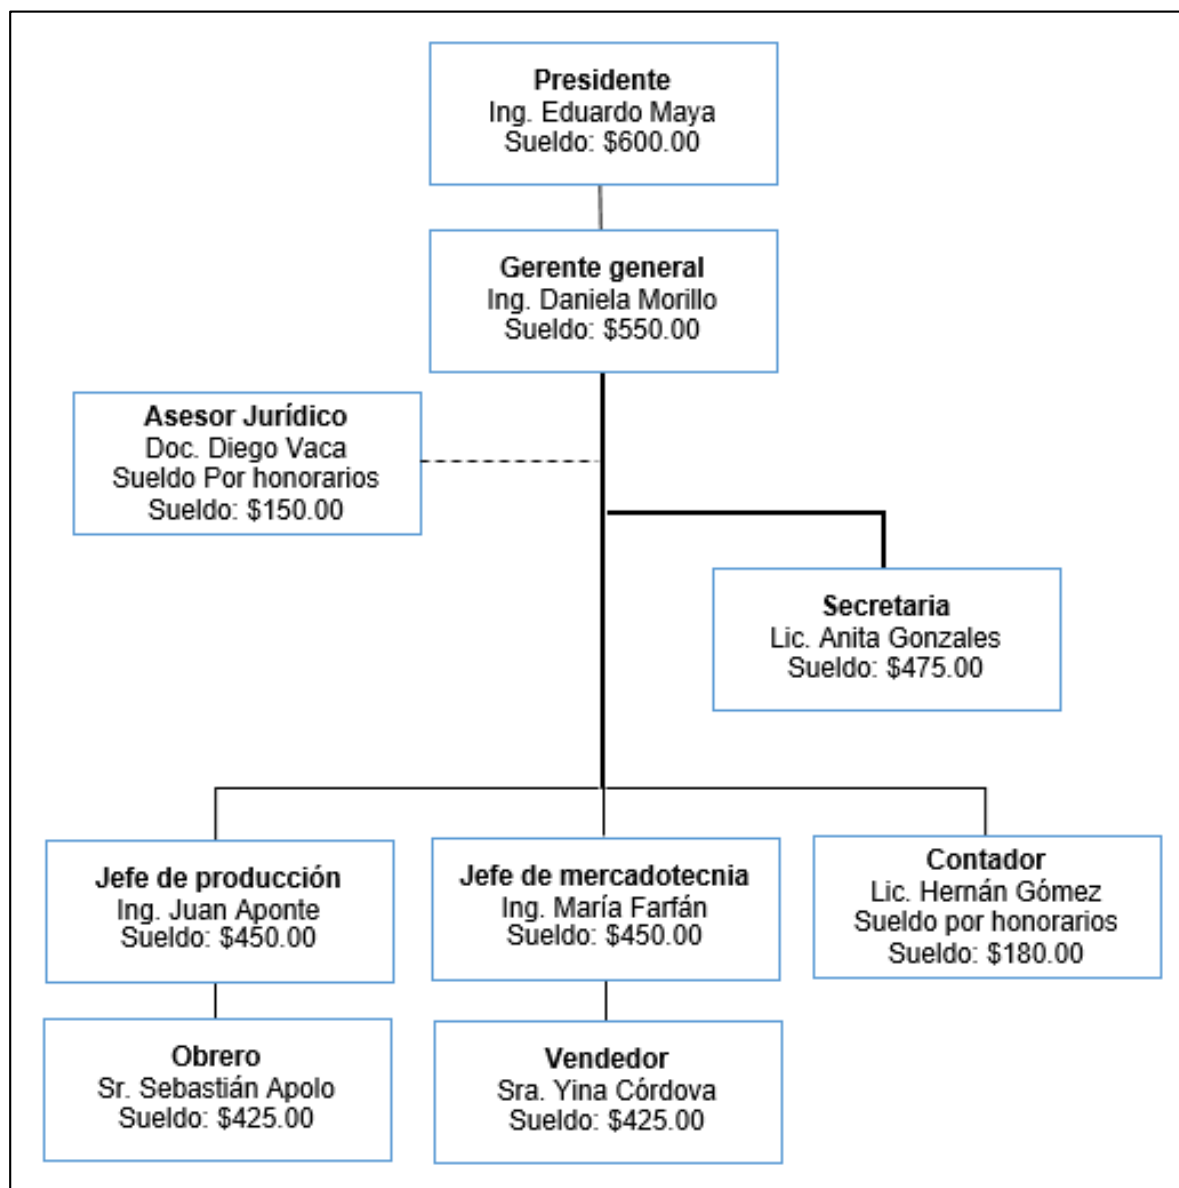 Presidente
Ing. Eduardo Maya
Sueldo: $600.00
Gerente general
Ing. Daniela Morillo
Sueldo: $550.00
Asesor Jurídico
Doc. Diego Vaca
Sueldo Por honorarios
Sueldo: $150.00
Secretaria
Lic. Anita Gonzales
Sueldo: $475.00
Jefe de producción
Ing. Juan Aponte
Sueldo: $450.00
Jefe de mercadotecnia
Ing. María Farfán
Sueldo: $450.00
Contador
Lic. Hernán Gómez
Sueldo por honorarios
Sueldo: $180.00
Obrero
Sr. Sebastián Apolo
Sueldo: $425.00
Vendedor
Sra. Yina Córdova
Sueldo: $425.00